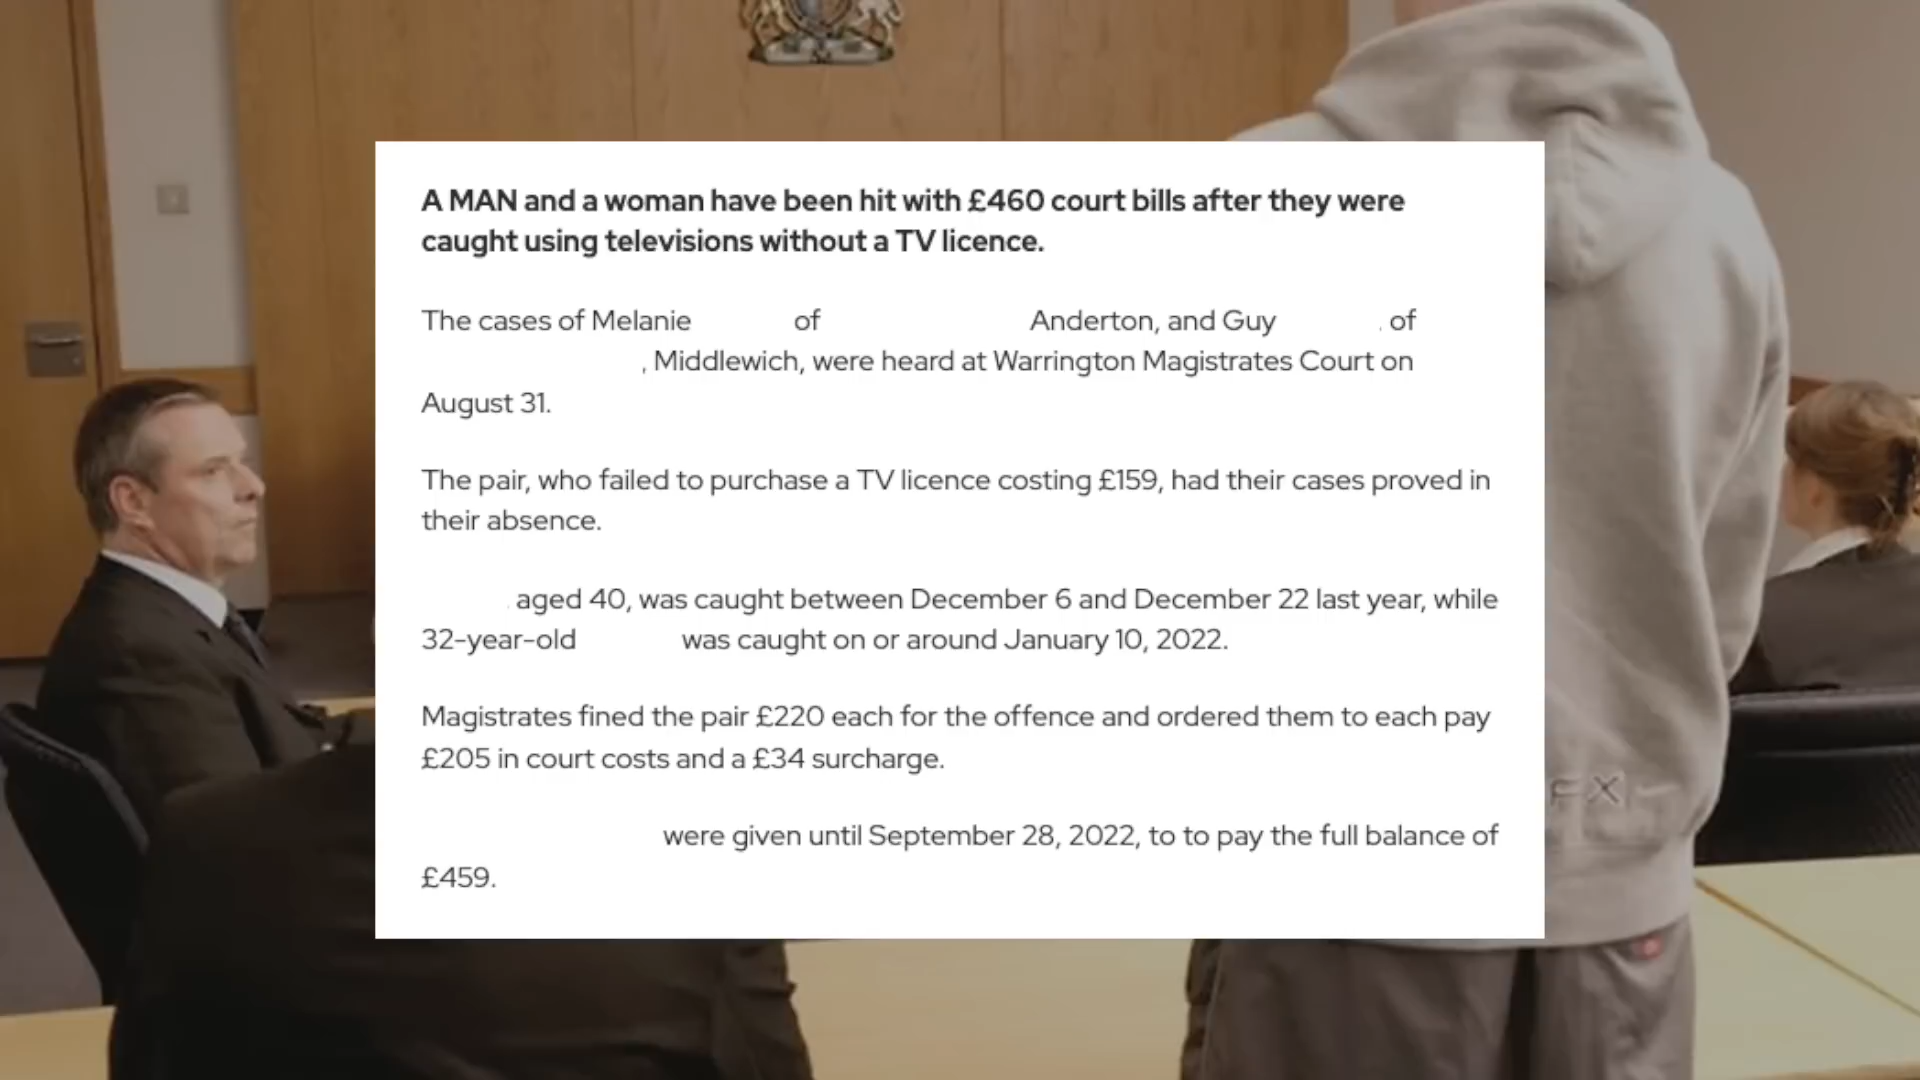 A MAN and a woman have been hit with £460 court bills after they were
caught using televisions without a TV licence.
The cases of Melanie of Anderton, and Guy . of
, Middlewich, were heard at Warrington Magistrates Court on
August 31.
The pair, who failed to purchase a TV licence costing £159, had their cases proved in
their absence.
aged 40, was caught between December 6 and December 22 last year, while
32-year-old was caught on or around January 10, 2022.
Magistrates fined the pair £220 each for the offence and ordered them to each pay
£205 in court costs and a £34 surcharge.
were given until September 28, 2022, to to pay the full balance of
£459.